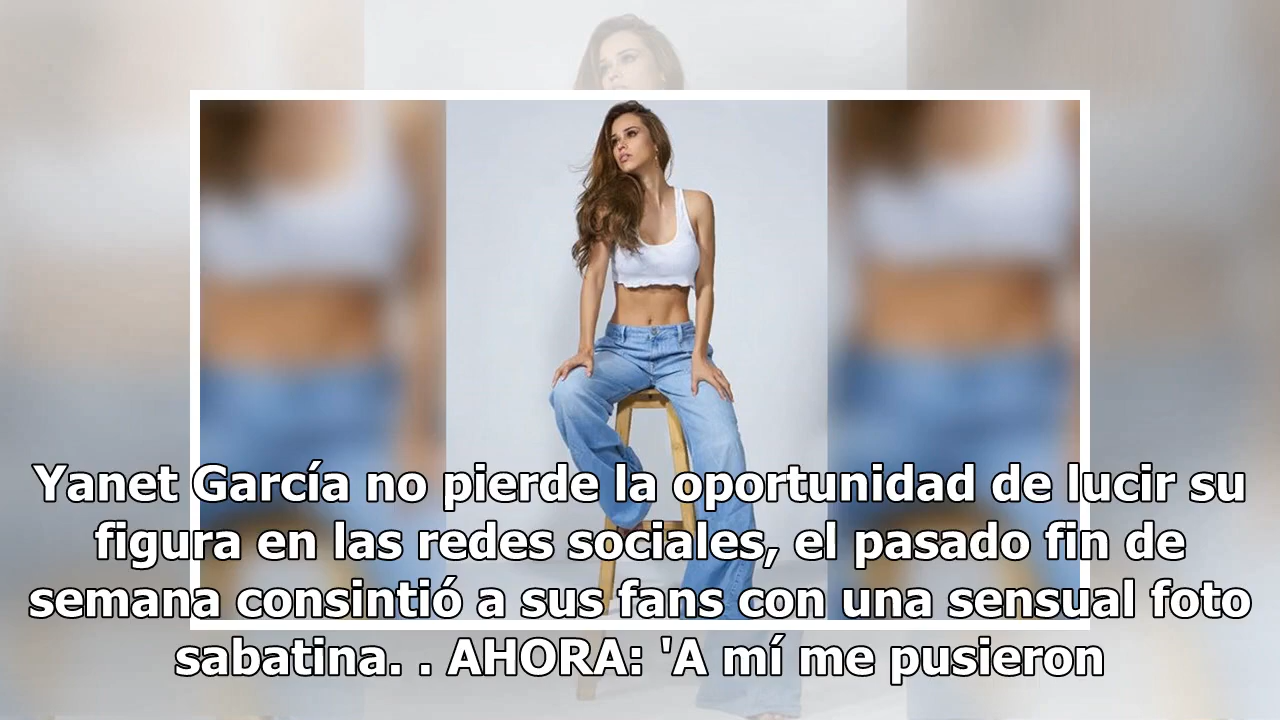 Yanet García no pierde la oportunidad de lucir su
figura en las redes sociales, el pasado fin de
semana consintió a sus fans con una sensual foto
sabatina. . AHORA: 'A mí me pusieron